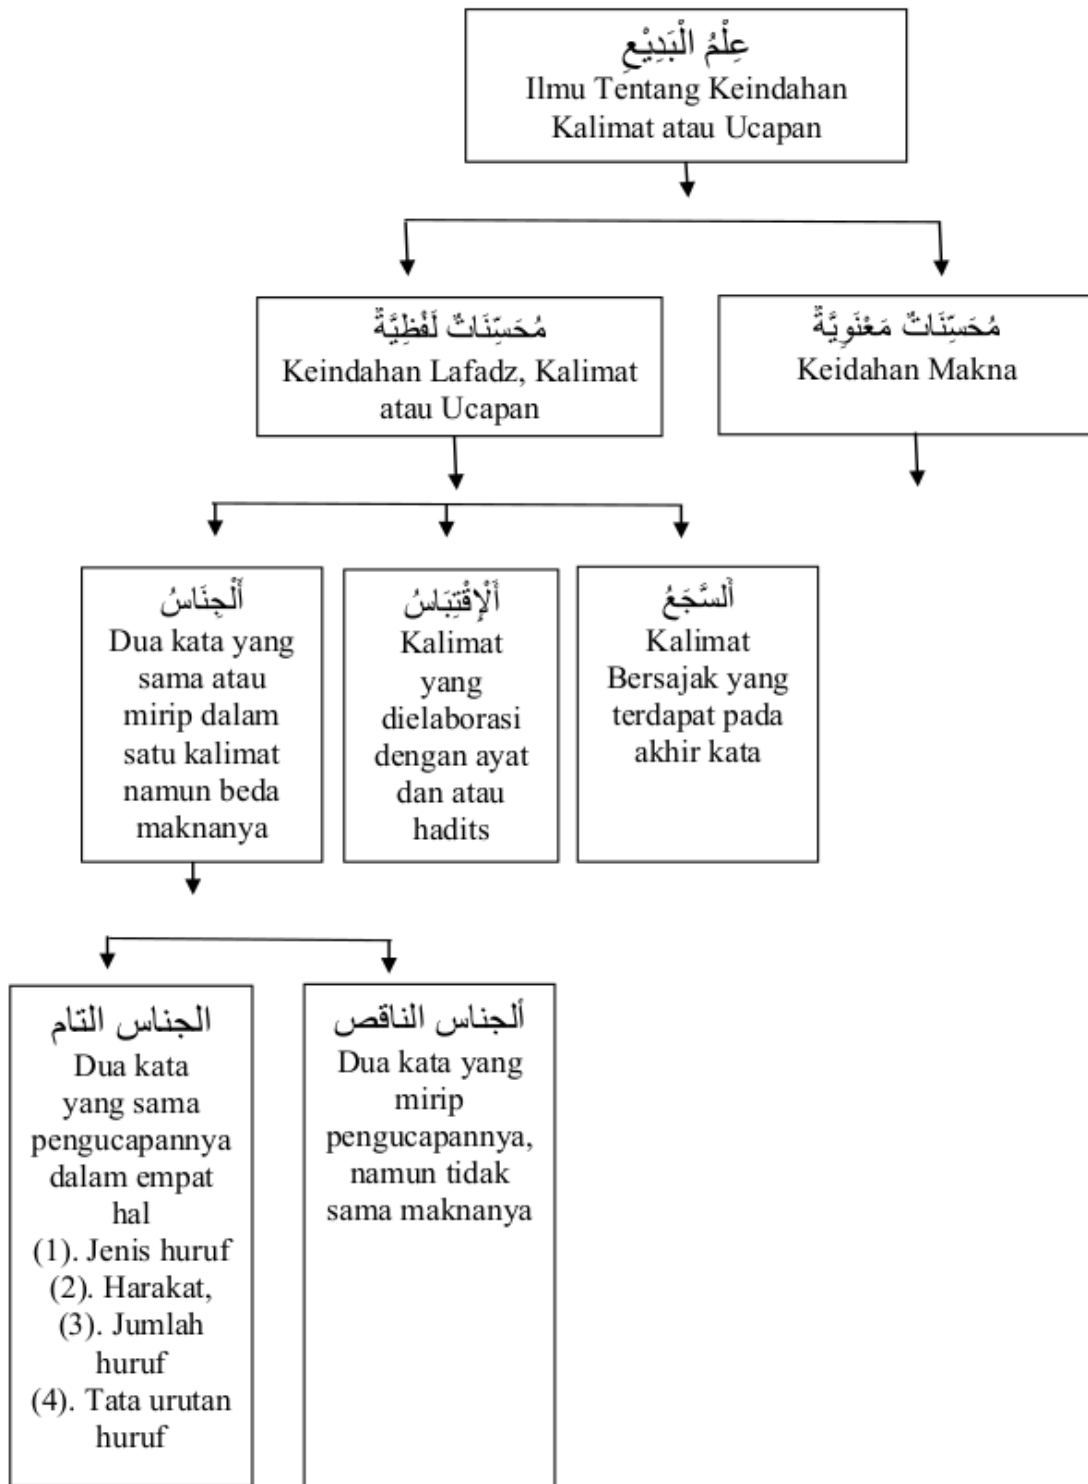 عِلْمُ الْبَدِيْعِ
Ilmu Tentang Keindahan
Kalimat atau Ucapan
مُحَسِّنَاتٌ لَفْظِيَّةٌ
Keindahan Lafadz, Kalimat
atau Ucapan
مُحَسِّنَاتٌ مَعْنَوِيَّةٌ
Keidahan Makna
أَلْجِنَاسُ
Dua kata yang
sama atau
mirip dalam
satu kalimat
namun beda
maknanya
أَلْإِقْتِبَاسُ
Kalimat
yang
dielaborasi
dengan ayat
dan atau
hadits
ألسَّجَعُ
Kalimat
Bersajak yang
terdapat pada
akhir kata
الجناس التام
Dua kata
yang sama
pengucapannya
dalam empat
hal
(1). Jenis huruf
(2). Harakat,
(3). Jumlah
huruf
(4). Tata urutan
huruf
ألجناس الناقص
Dua kata yang
mirip
pengucapannya,
namun tidak
sama maknanya